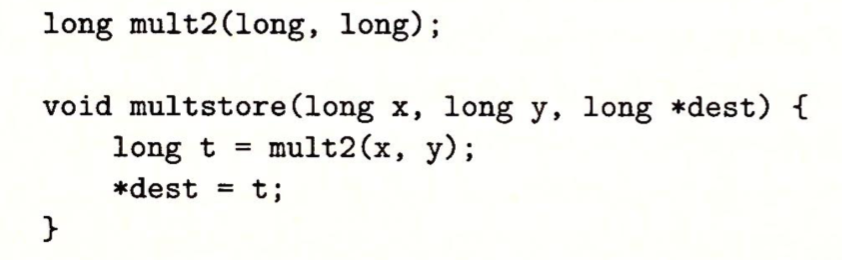 long mult2(long, long);
void multstore(long x, long y, long *dest) {
    long t = mult2(x, y);
    *dest = t;
}